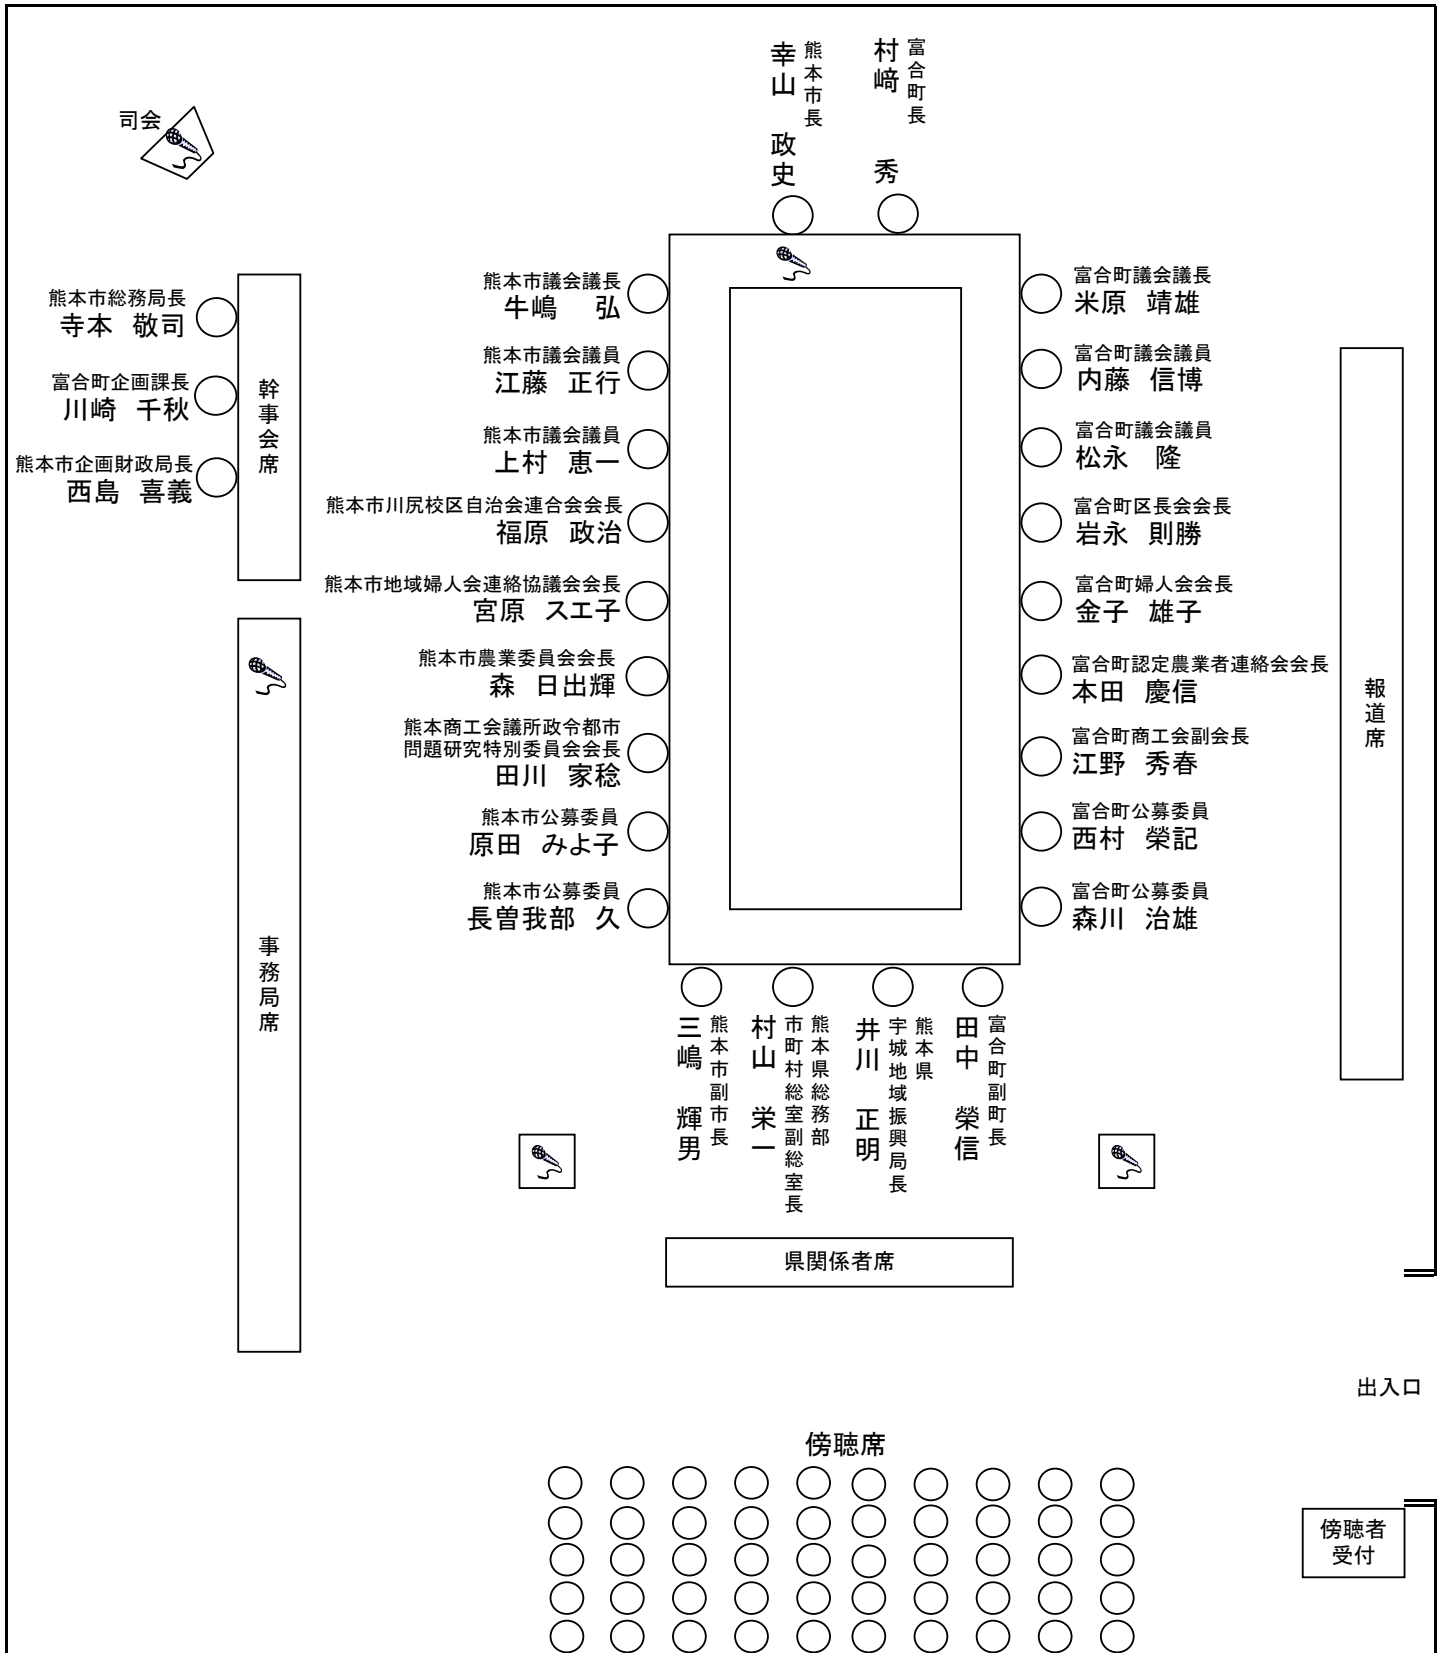 熊本市長
幸山 政史
富合町長
村﨑 秀
司会
熊本市総務局長
寺本 敬司
富合町企画課長
川崎 千秋
熊本市企画財政局長
西島 喜義
幹事会席
事務局席
熊本市議会議長
牛嶋 弘
熊本市議会議員
江藤 正行
熊本市議会議員
上村 恵一
熊本市川尻校区自治会連合会会長
福原 政治
熊本市地域婦人会連絡協議会会長
宮原 スエ子
熊本市農業委員会会長
森 日出輝
熊本商工会議所政令都市
問題研究特別委員会会長
田川 家稔
熊本市公募委員
原田 みよ子
熊本市公募委員
長曽我部 久
富合町議会議長
米原 靖雄
富合町議会議員
内藤 信博
富合町議会議員
松永 隆
富合町区長会会長
岩永 則勝
富合町婦人会会長
金子 雄子
富合町認定農業者連絡会会長
本田 慶信
富合町商工会副会長
江野 秀春
富合町公募委員
西村 榮記
富合町公募委員
森川 治雄
報道席
熊本市副市長
三嶋 輝男
熊本県総務部
市町村総室副総室長
村山 栄一
熊本県
宇城地域振興局長
井川 正明
富合町副町長
田中 榮信
県関係者席
出入口
傍聴席
傍聴者
受付